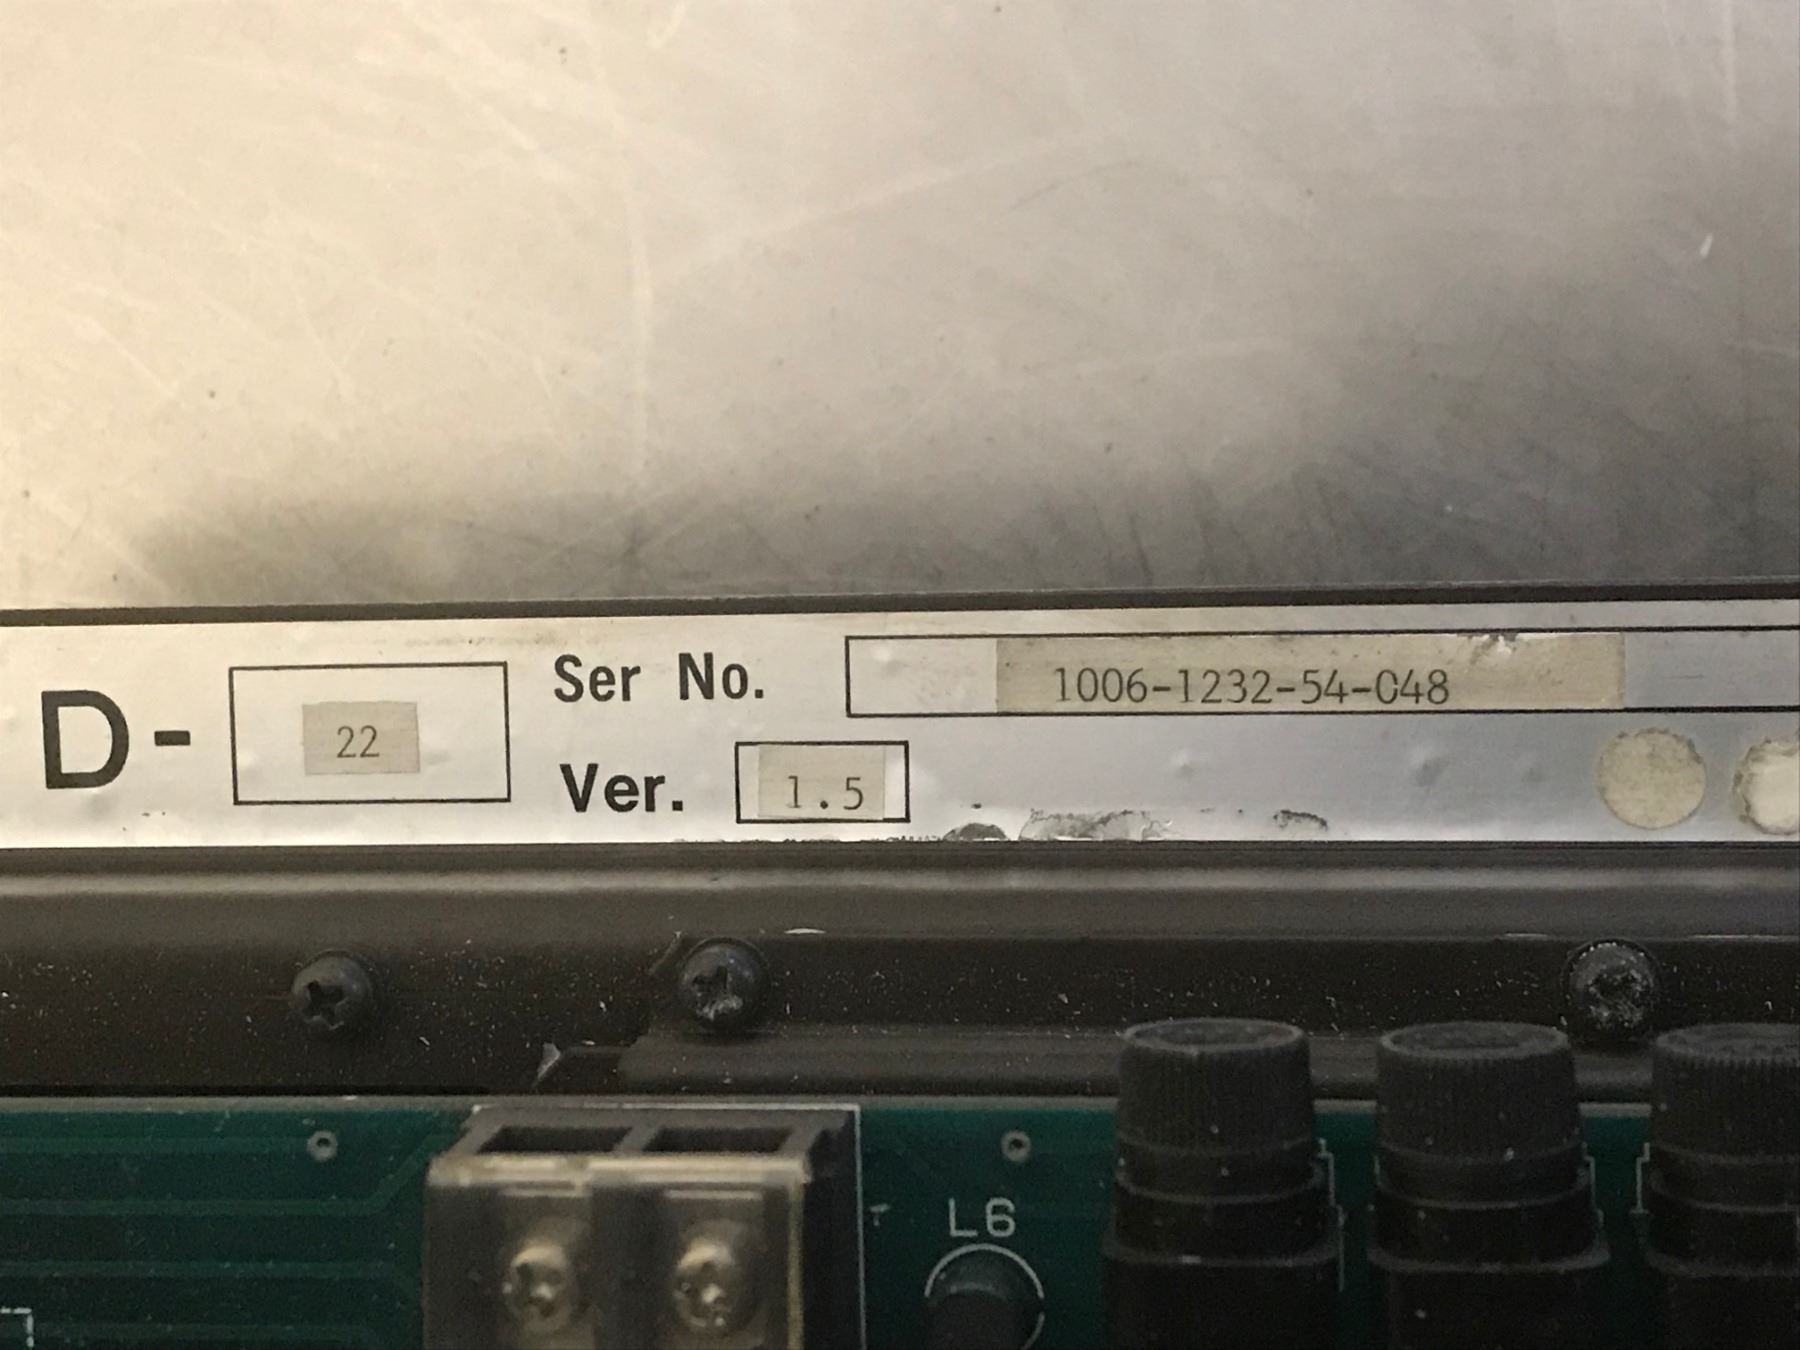 D- 22
Ser No. 1006-1232-54-048
Ver. 1.5
L6